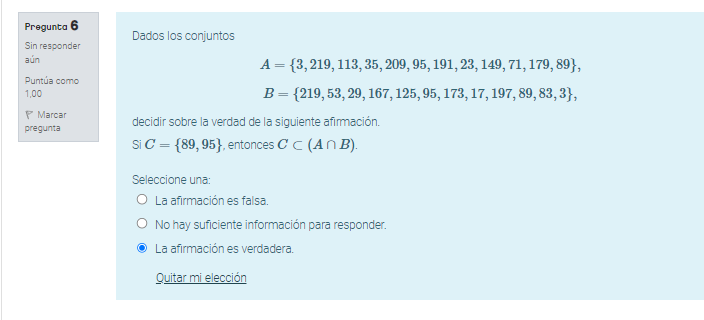 Pregunta 6
Sin responder
aún
Puntúa como
1,00
Marcar
pregunta
Dados los conjuntos
A = {3, 219, 113, 35, 209, 95, 191, 23, 149, 71, 179, 89},
B = {219, 53, 29, 167, 125, 95, 173, 17, 197, 89, 83, 3},
decidir sobre la verdad de la siguiente afirmación.
Si C = {89, 95}, entonces C ⊂ (A ∩ B).
Seleccione una:
La afirmación es falsa.
No hay suficiente información para responder.
La afirmación es verdadera.
Quitar mi elección